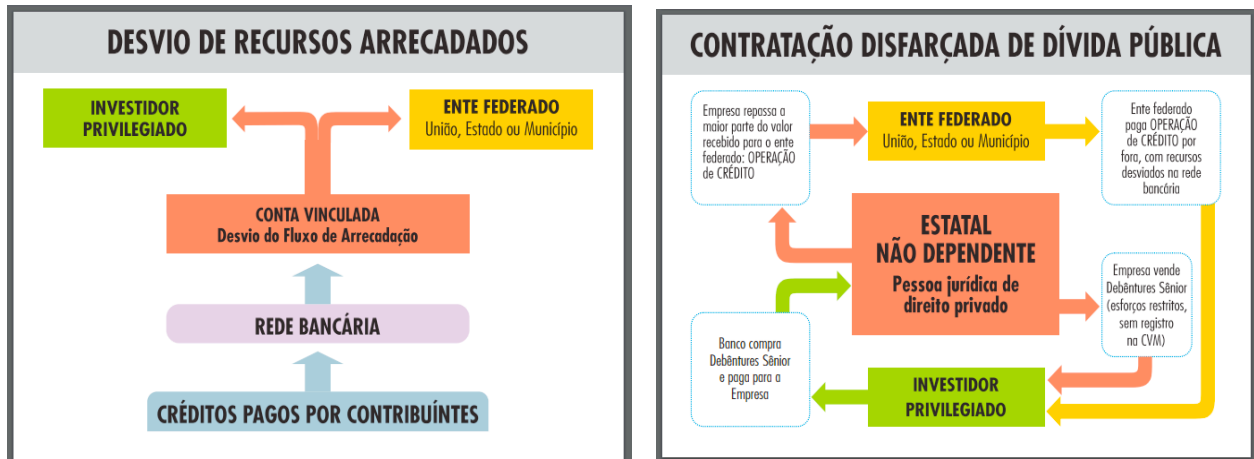 DESVIO DE RECURSOS ARRECADADOS
INVESTIDOR
PRIVILEGIADO
ENTE FEDERADO
União, Estado ou Município
CONTA VINCULADA
Desvio do Fluxo de Arrecadação
REDE BANCÁRIA
CRÉDITOS PAGOS POR CONTRIBUÍNTES
CONTRATAÇÃO DISFARÇADA DE DÍVIDA PÚBLICA
Empresa repassa a
maior parte do valor
recebido para o ente
federado: OPERAÇÃO
de CRÉDITO
ENTE FEDERADO
União, Estado ou Município
Ente federado
paga OPERAÇÃO
de CRÉDITO por
fora, com recursos
desviados na rede
bancária
ESTATAL
NÃO DEPENDENTE
Pessoa jurídica de
direito privado
Empresa vende
Debêntures Sênior
(esforços restritos,
sem registro
na CVM)
Banco compra
Debêntures Sênior
e paga para a
Empresa
INVESTIDOR
PRIVILEGIADO